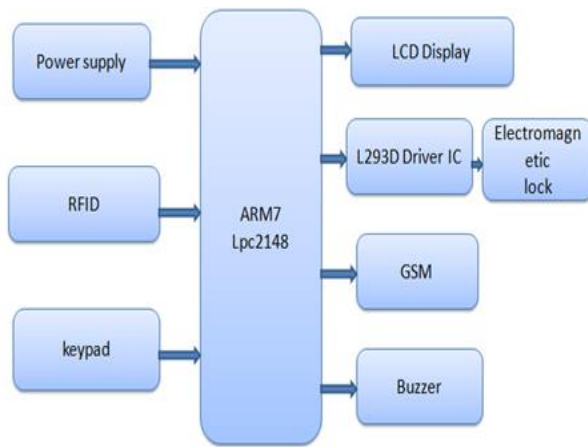 Power supply
RFID
keypad
ARM7
Lpc2148
LCD Display
L293D Driver IC
Electromagn
etic
lock
GSM
Buzzer